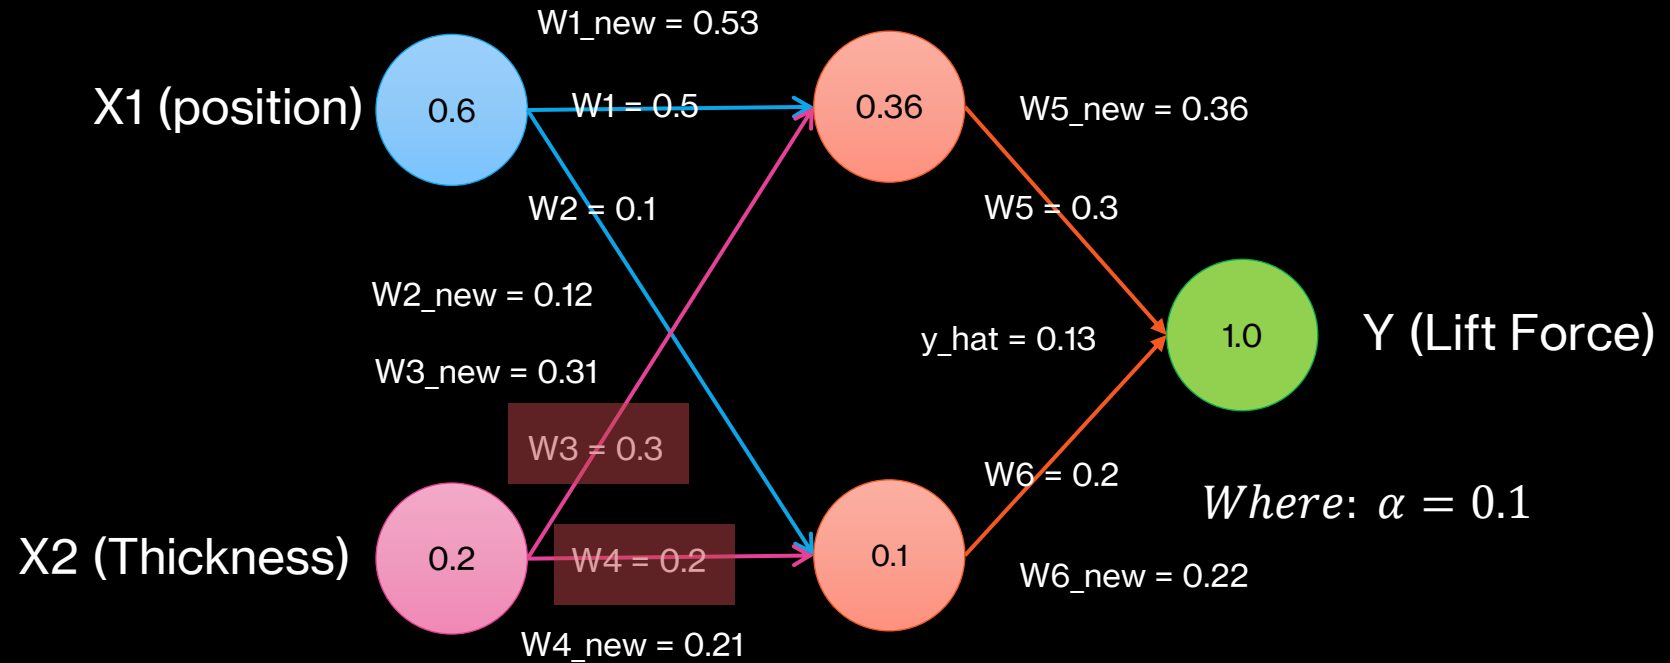 W1_new = 0.53
X1 (position)
0.6
W1 = 0.5
0.36
W5_new = 0.36
W2 = 0.1
W5 = 0.3
W2_new = 0.12
y_hat = 0.13
1.0
Y (Lift Force)
W3_new = 0.31
W3 = 0.3
W6 = 0.2
Where: α = 0.1
X2 (Thickness)
0.2
W4 = 0.2
0.1
W6_new = 0.22
W4_new = 0.21